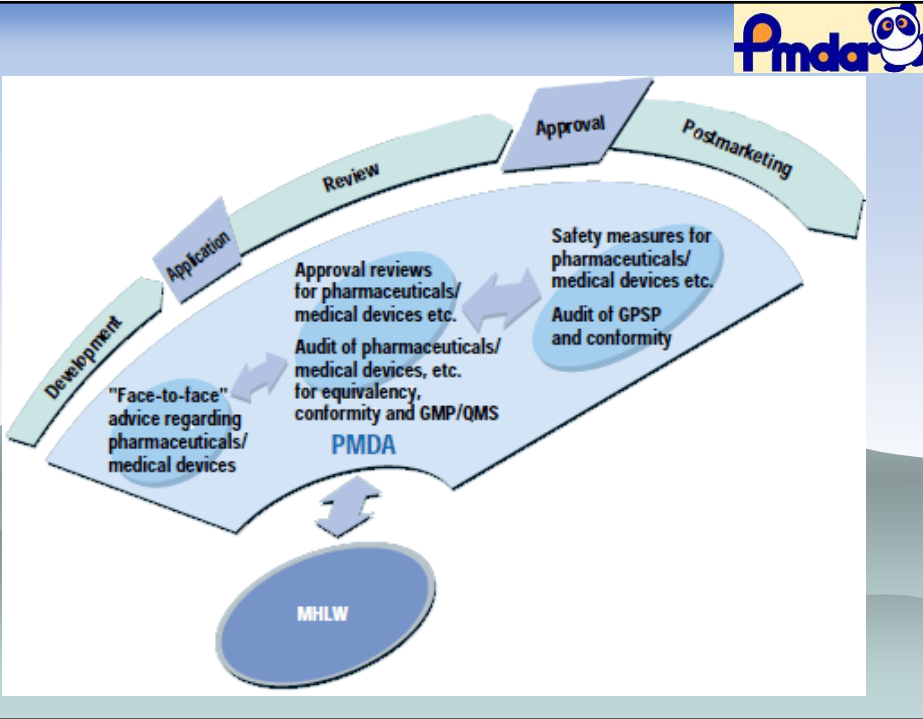 Pmda
Approval
Postmarketing
Review
Application
Development
Safety measures for
pharmaceuticals/
medical devices etc.
Audit of GPSP
and conformity
Approval reviews
for pharmaceuticals/
medical devices etc.
Audit of pharmaceuticals/
medical devices, etc.
for equivalency,
conformity and GMP/QMS
"Face-to-face"
advice regarding
pharmaceuticals/
medical devices
PMDA
MHLW